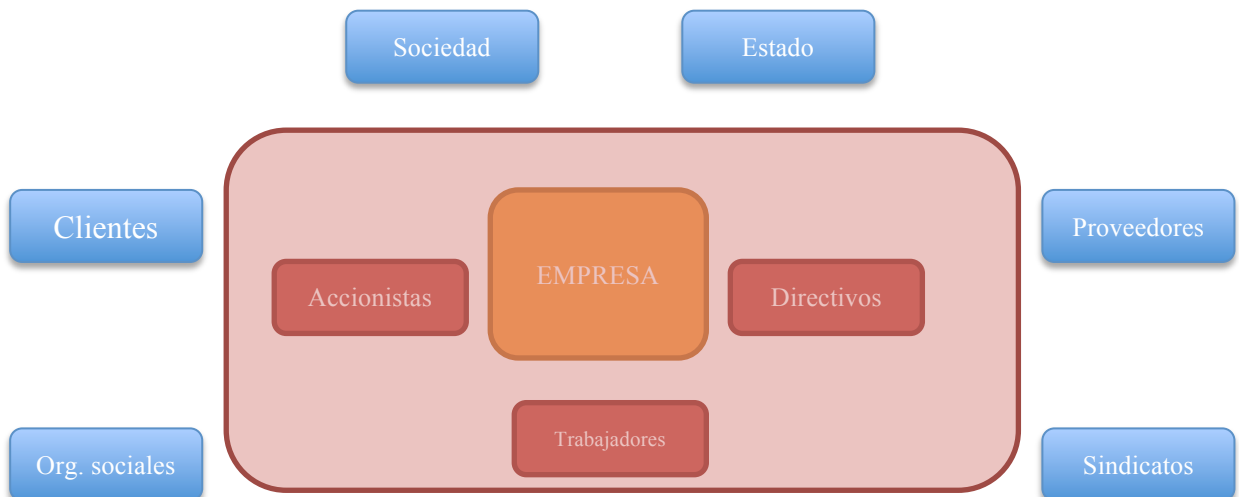 Sociedad
Estado
Clientes
Proveedores
EMPRESA
Accionistas
Directivos
Trabajadores
Org. sociales
Sindicatos